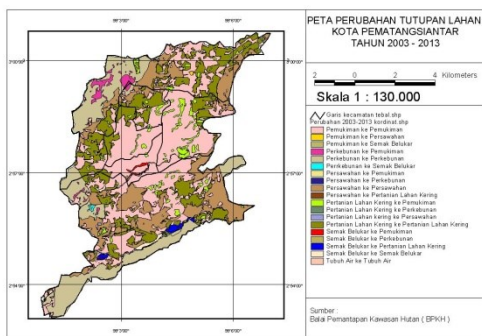 PETA PERUBAHAN TUTUPAN LAHAN
KOTA PEMATANGSIANTAR
TAHUN 2003 - 2013
2 0 2 4 Kilometers
Skala 1 : 130.000
Garis kecamatan tebal.shp
Perubahan 2003-2013 kordinat.shp
Pemukiman ke Pemukiman
Pemukiman ke Persawahan
Pemukiman ke Semak Belukar
Perkebunan ke Pemukiman
Perkebunan ke Perkebunan
Perkebunan ke Semak Belukar
Persawahan ke Pemukiman
Persawahan ke Perkebunan
Persawahan ke Persawahan
Persawahan ke Pertanian Lahan Kering
Pertanian Lahan Kering ke Pemukiman
Pertanian Lahan Kering ke Perkebunan
Pertanian Lahan kering ke Persawahan
Pertanian Lahan Kering ke Pertanian Lahan Kering
Semak Belukar ke Pemukiman
Semak Belukar ke Perkebunan
Semak Belukar ke Pertanian Lahan Kering
Semak Belukar ke Semak Belukar
Tubuh Air ke Tubuh Air
Sumber :
Balai Pemantapan Kawasan Hutan ( BPKH )